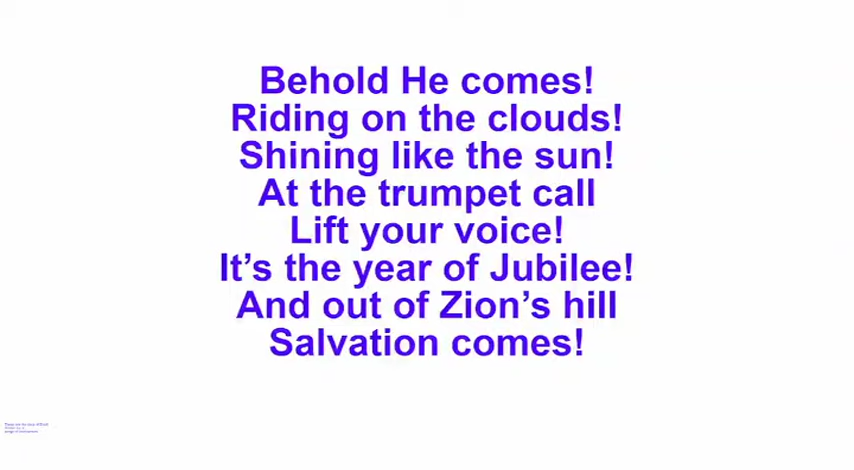 Behold He comes!
Riding on the clouds!
Shining like the sun!
At the trumpet call
Lift your voice!
It’s the year of Jubilee!
And out of Zion’s hill
Salvation comes!